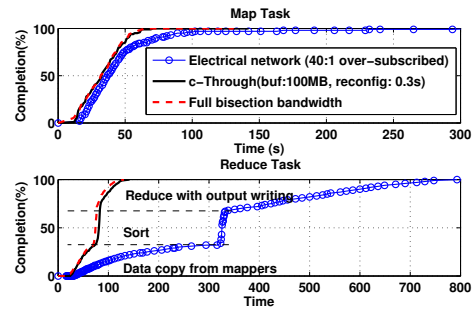 Map Task
Completion(%)
100
50
0
0 50 100 150 200 250 300
Electrical network (40:1 over-subscribed)
c-Through(buf:100MB, reconfig: 0.3s)
Full bisection bandwidth
Time (s)
Reduce Task
Completion(%)
100
50
0
Reduce with output writing
Sort
Data copy from mappers
0 100 200 300 400 500 600 700 800
Time